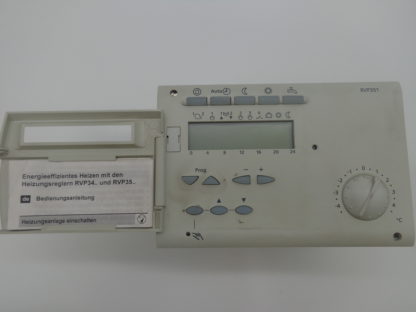 RVP351
Auto
0 4 8 12 16 20 24
Prog
− +
°C
Energieeffizientes Heizen mit den
Heizungsreglern RVP34.. und RVP35..
de Bedienungsanleitung
Heizungsanlage einschalten